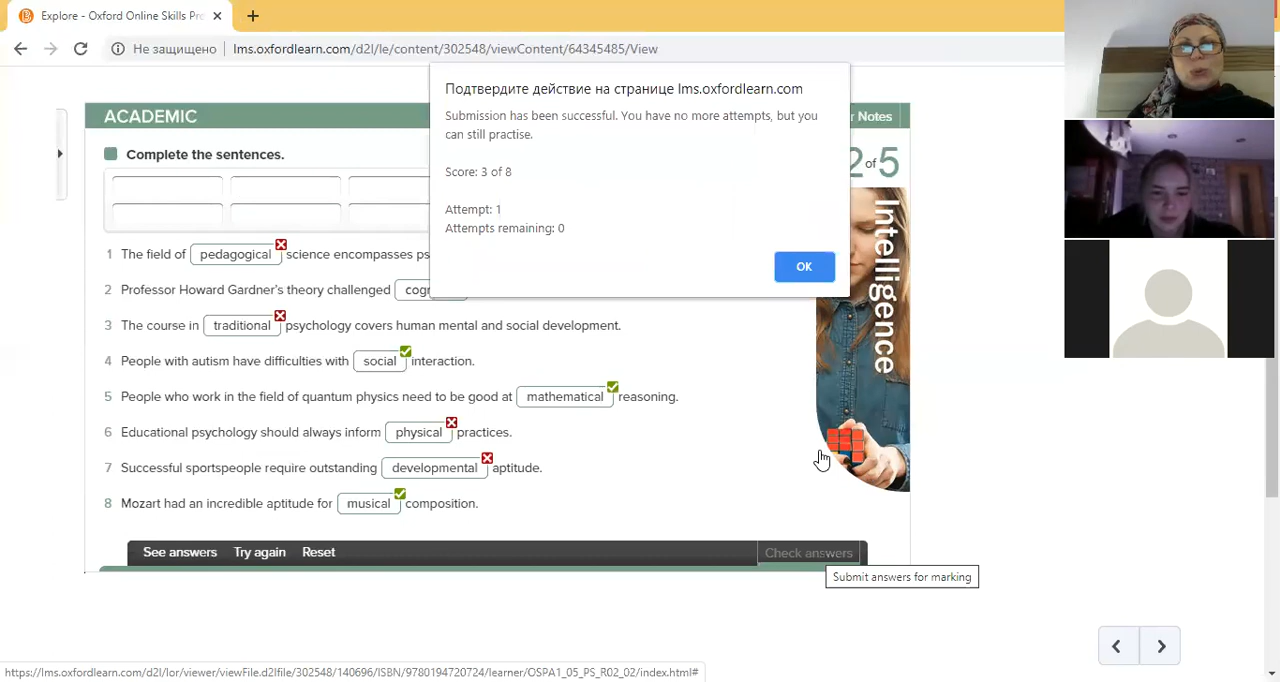 Explore - Oxford Online Skills Pr
Не защищено
lms.oxfordlearn.com/d2l/le/content/302548/viewContent/64345485/View
Подтвердите действие на странице lms.oxfordlearn.com
Submission has been successful. You have no more attempts, but you
can still practise.
Score: 3 of 8
Attempt: 1
Attempts remaining: 0
OK
ACADEMIC
Notes
Complete the sentences.
2 of 5
Intelligence
1 The field of pedagogical science encompasses ps
2 Professor Howard Gardner's theory challenged cogn
3 The course in traditional psychology covers human mental and social development.
4 People with autism have difficulties with social interaction.
5 People who work in the field of quantum physics need to be good at mathematical reasoning.
6 Educational psychology should always inform physical practices.
7 Successful sportspeople require outstanding developmental aptitude.
8 Mozart had an incredible aptitude for musical composition.
See answers Try again Reset Check answers
Submit answers for marking
https://lms.oxfordlearn.com/d2l/lor/viewer/viewFile.d2lfile/302548/140696/ISBN/9780194720724/learner/OSPA1_05_PS_R02_02/index.html#